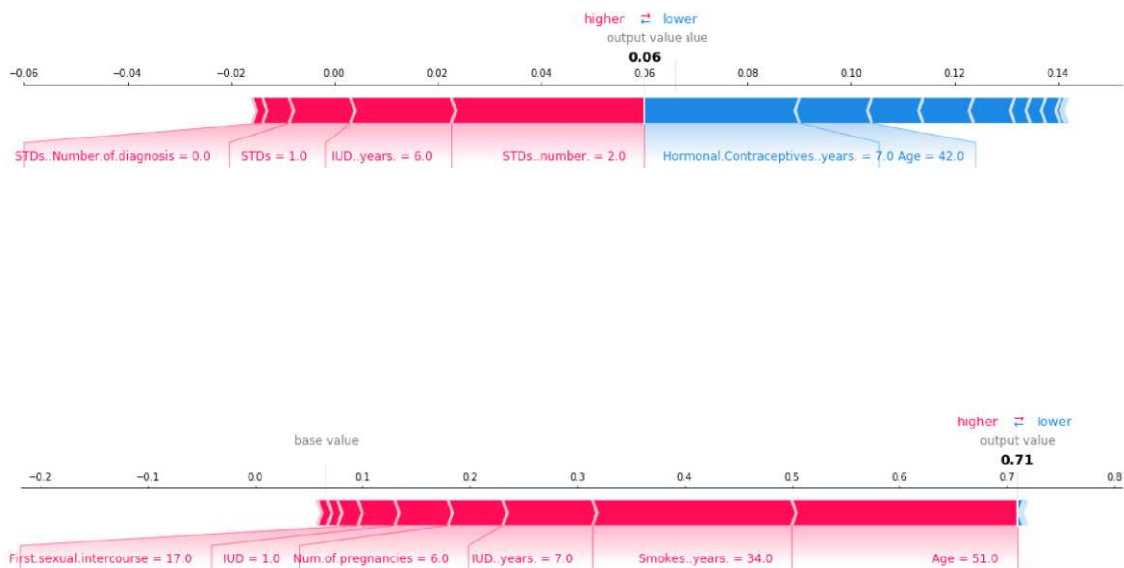 higher ⇄ lower
output value ılue
0.06
−0.06 −0.04 −0.02 0.00 0.02 0.04 0.06 0.08 0.10 0.12 0.14
STDs..Number.of.diagnosis = 0.0 STDs = 1.0 IUD..years. = 6.0 STDs..number. = 2.0 Hormonal.Contraceptives..years. = 7.0 Age = 42.0
higher ⇄ lower
base value output value
0.71
−0.2 −0.1 0.0 0.1 0.2 0.3 0.4 0.5 0.6 0.7 0.8
First.sexual.intercourse = 17.0 IUD = 1.0 Num.of.pregnancies = 6.0 IUD..years. = 7.0 Smokes..years. = 34.0 Age = 51.0